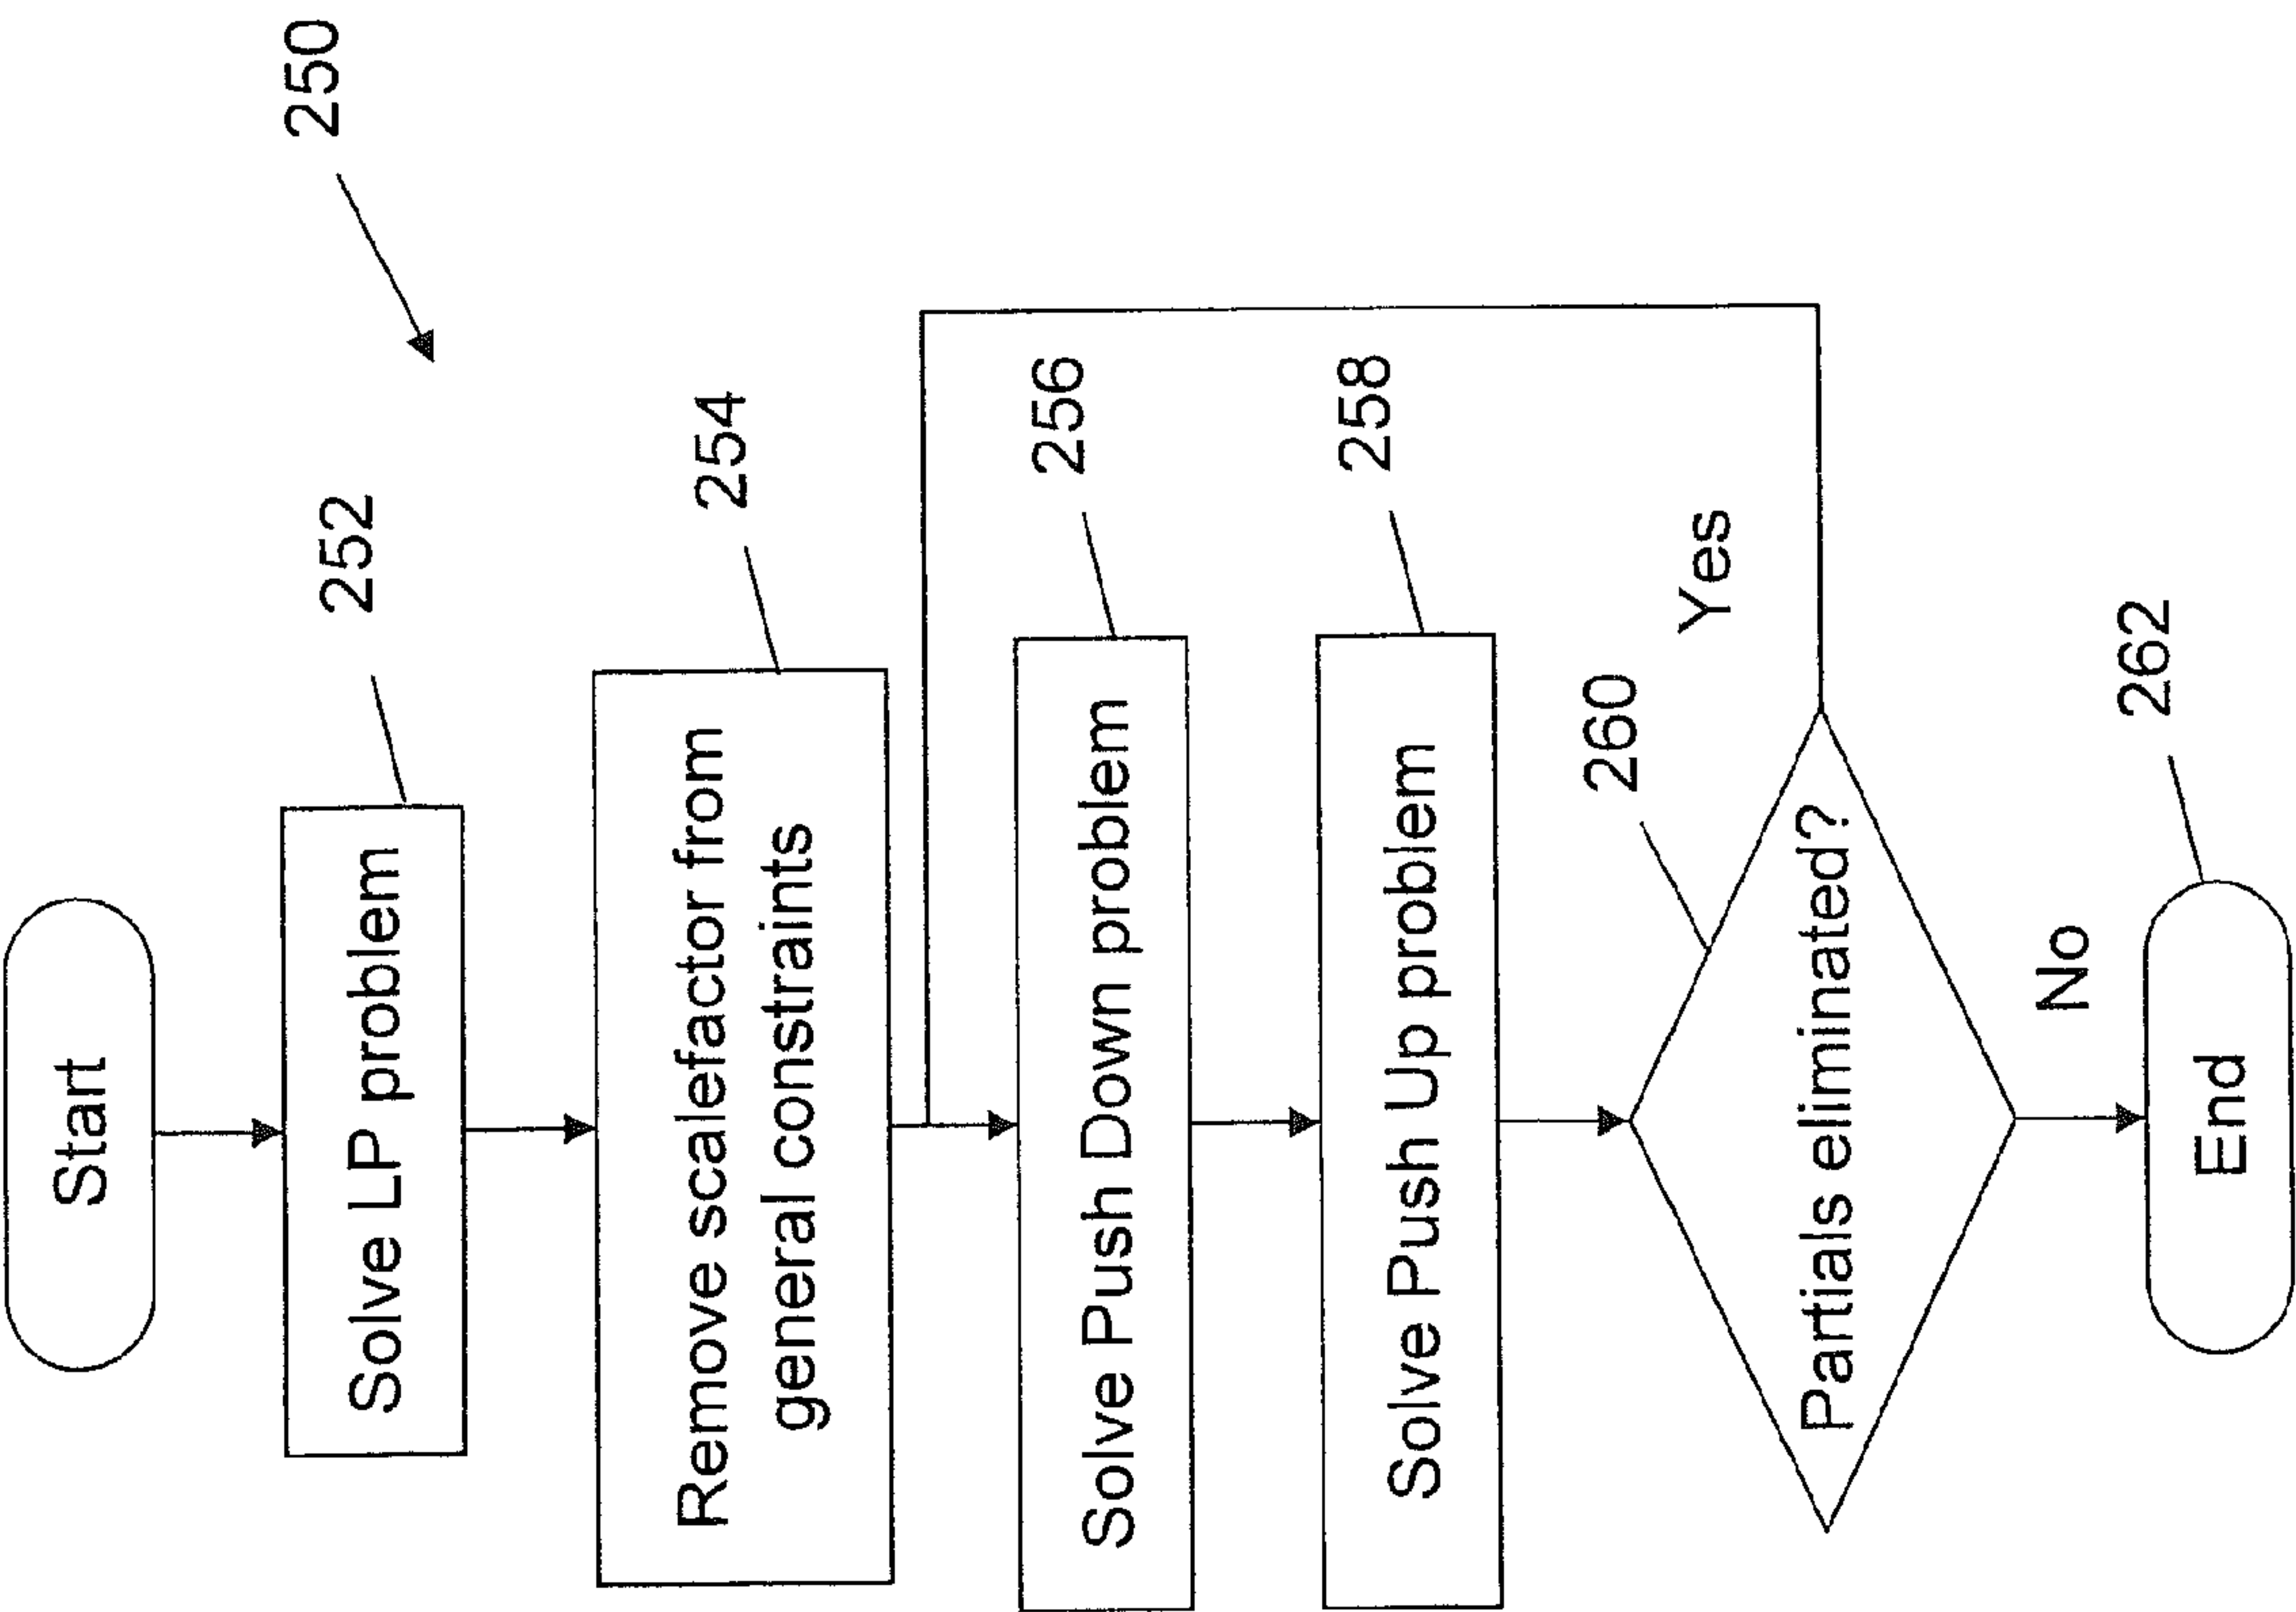 250
Start
252
Solve LP problem
254
Remove scalefactor from
general constraints
256
Solve Push Down problem
258
Solve Push Up problem
260
Partials eliminated?
Yes
No
262
End